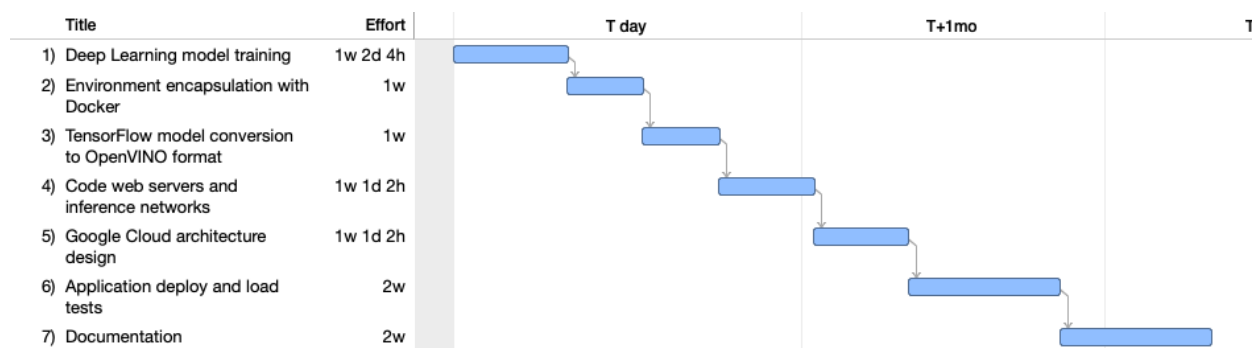 Title Effort T day T+1mo T
1) Deep Learning model training 1w 2d 4h
2) Environment encapsulation with 1w
Docker
3) TensorFlow model conversion 1w
to OpenVINO format
4) Code web servers and 1w 1d 2h
inference networks
5) Google Cloud architecture 1w 1d 2h
design
6) Application deploy and load 2w
tests
7) Documentation 2w